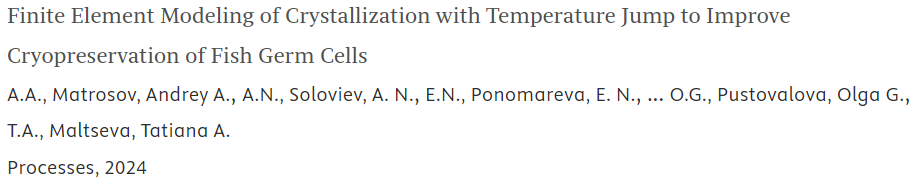 Finite Element Modeling of Crystallization with Temperature Jump to Improve
Cryopreservation of Fish Germ Cells
A.A., Matrosov, Andrey A., A.N., Soloviev, A. N., E.N., Ponomareva, E. N., ... O.G., Pustovalova, Olga G.,
T.A., Maltseva, Tatiana A.
Processes, 2024